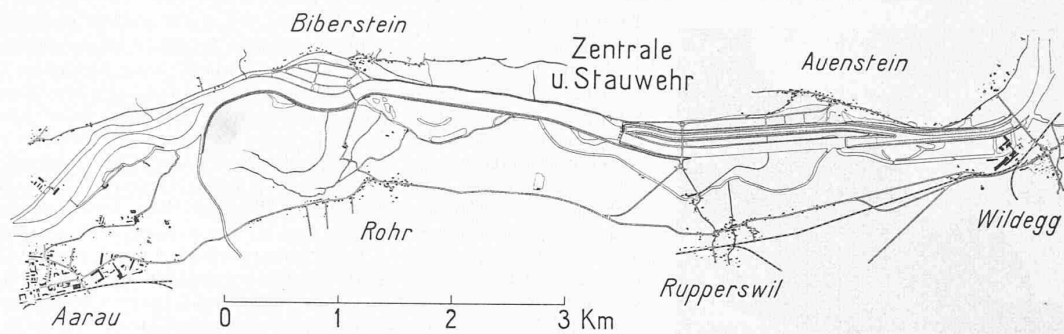 Biberstein
Zentrale
u. Stauwehr
Auenstein
Rohr
Wildegg
Rupperswil
Aarau
0 1 2 3 Km